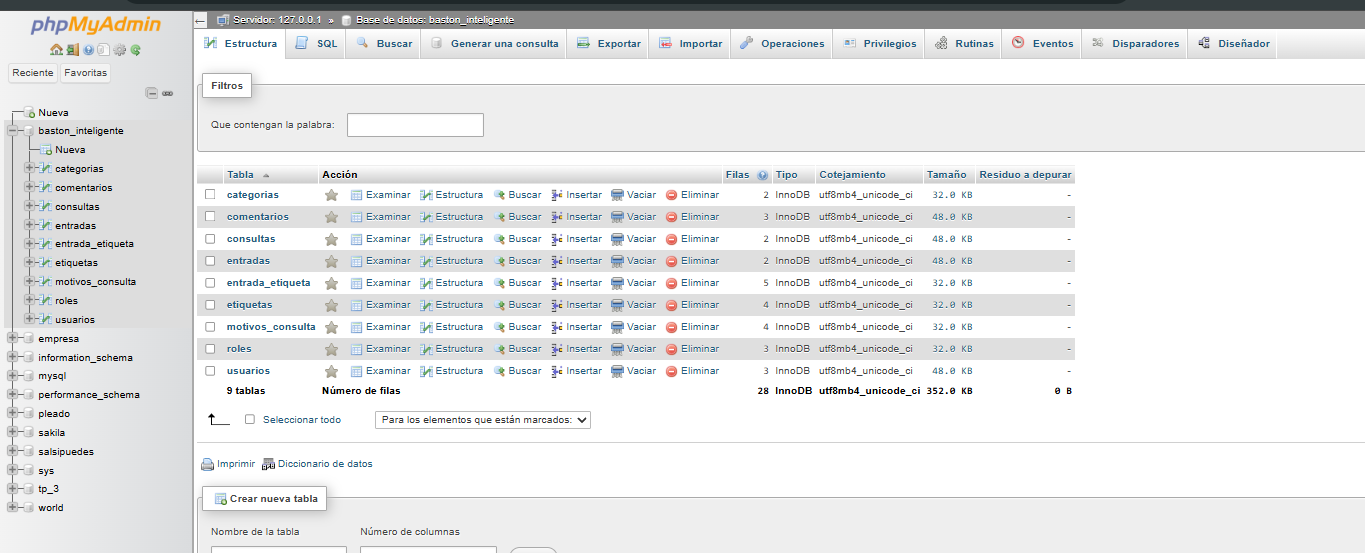 phpMyAdmin
Reciente Favoritas
Nueva
baston_inteligente
Nueva
categorias
comentarios
consultas
entradas
entrada_etiqueta
etiquetas
motivos_consulta
roles
usuarios
empresa
information_schema
mysql
performance_schema
pleado
sakila
salsipuedes
sys
tp_3
world
Servidor: 127.0.0.1 » Base de datos: baston_inteligente
Estructura SQL Buscar Generar una consulta Exportar Importar Operaciones Privilegios Rutinas Eventos Disparadores Diseñador
Filtros
Que contengan la palabra:
Tabla Acción Filas Tipo Cotejamiento Tamaño Residuo a depurar
categorias Examinar Estructura Buscar Insertar Vaciar Eliminar 2 InnoDB utf8mb4_unicode_ci 32.0 KB -
comentarios Examinar Estructura Buscar Insertar Vaciar Eliminar 3 InnoDB utf8mb4_unicode_ci 48.0 KB -
consultas Examinar Estructura Buscar Insertar Vaciar Eliminar 2 InnoDB utf8mb4_unicode_ci 48.0 KB -
entradas Examinar Estructura Buscar Insertar Vaciar Eliminar 2 InnoDB utf8mb4_unicode_ci 48.0 KB -
entrada_etiqueta Examinar Estructura Buscar Insertar Vaciar Eliminar 5 InnoDB utf8mb4_unicode_ci 32.0 KB -
etiquetas Examinar Estructura Buscar Insertar Vaciar Eliminar 4 InnoDB utf8mb4_unicode_ci 32.0 KB -
motivos_consulta Examinar Estructura Buscar Insertar Vaciar Eliminar 4 InnoDB utf8mb4_unicode_ci 32.0 KB -
roles Examinar Estructura Buscar Insertar Vaciar Eliminar 3 InnoDB utf8mb4_unicode_ci 32.0 KB -
usuarios Examinar Estructura Buscar Insertar Vaciar Eliminar 3 InnoDB utf8mb4_unicode_ci 48.0 KB -
9 tablas Número de filas 28 InnoDB utf8mb4_unicode_ci 352.0 KB 0 B
Seleccionar todo Para los elementos que están marcados:
Imprimir Diccionario de datos
Crear nueva tabla
Nombre de la tabla Número de columnas